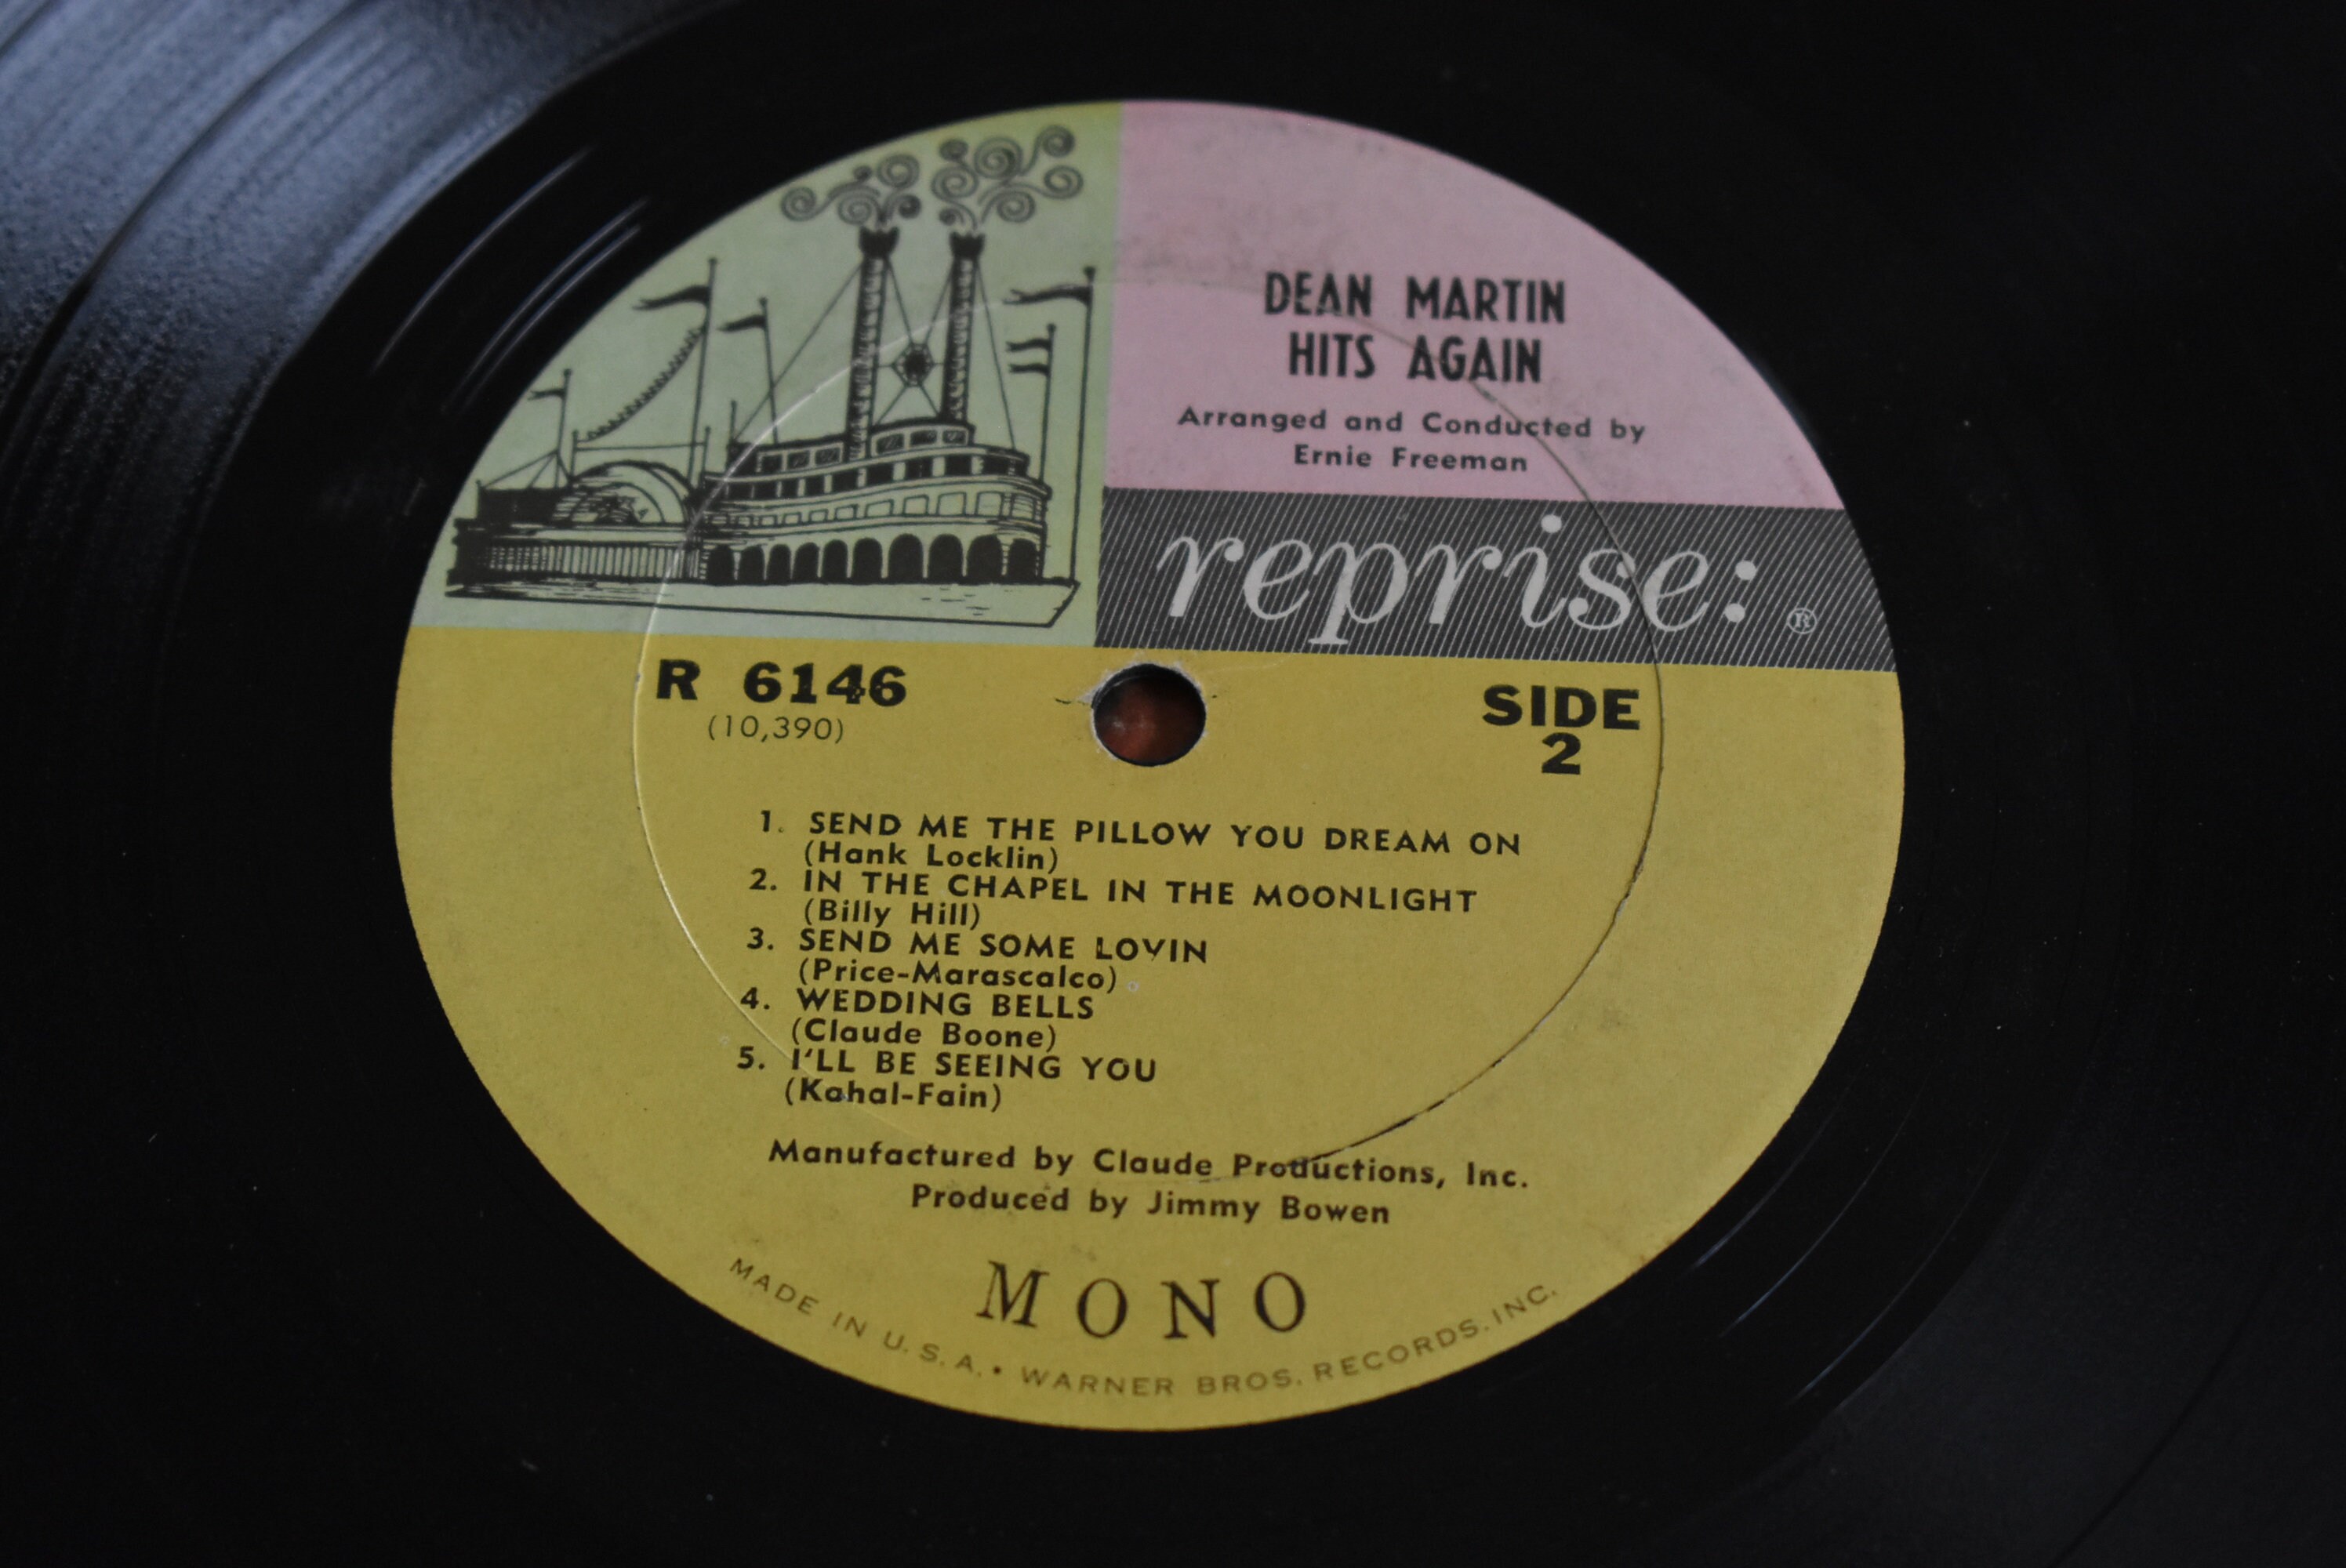 DEAN MARTIN
HITS AGAIN
Arranged and Conducted by
Ernie Freeman
reprise: ®
R 6146
(10,390)
SIDE
2
1. SEND ME THE PILLOW YOU DREAM ON
(Hank Locklin)
2. IN THE CHAPEL IN THE MOONLIGHT
(Billy Hill)
3. SEND ME SOME LOVIN
(Price-Marascalco)
4. WEDDING BELLS
(Claude Boone)
5. I'LL BE SEEING YOU
(Kahal-Fain)
Manufactured by Claude Productions, Inc.
Produced by Jimmy Bowen
MONO
MADE IN U.S.A. • WARNER BROS. RECORDS. INC.